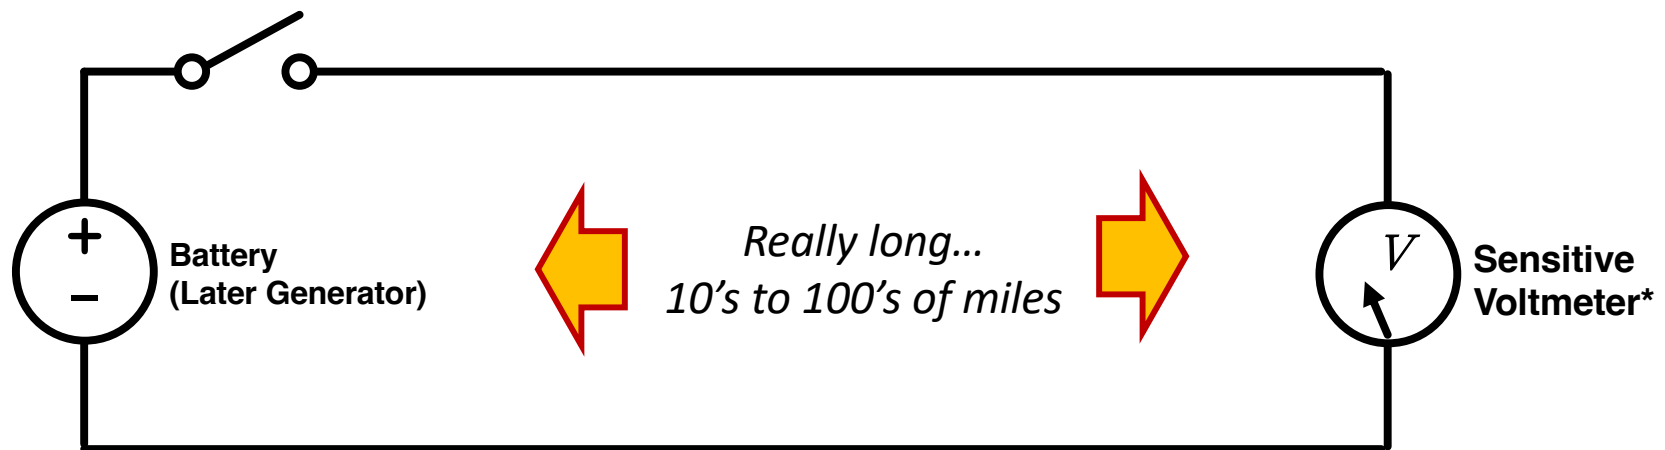 +
−
Battery
(Later Generator)
Really long…
10’s to 100’s of miles
V
Sensitive
Voltmeter*